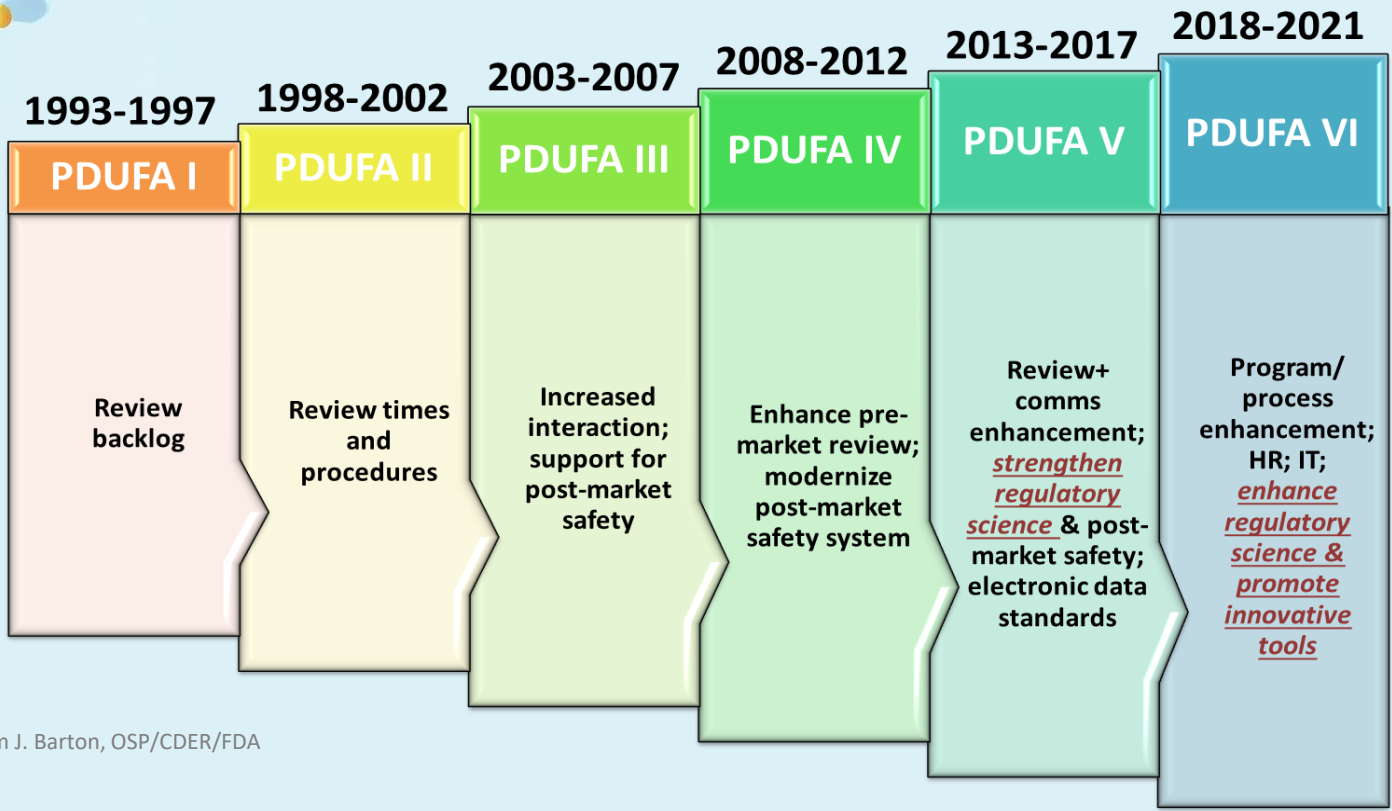 1993-1997
PDUFA I
Review
backlog
1998-2002
PDUFA II
Review times
and
procedures
2003-2007
PDUFA III
Increased
interaction;
support for
post-market
safety
2008-2012
PDUFA IV
Enhance pre-
market review;
modernize
post-market
safety system
2013-2017
PDUFA V
Review+
comms
enhancement;
strengthen
regulatory
science & post-
market safety;
electronic data
standards
2018-2021
PDUFA VI
Program/
process
enhancement;
HR; IT;
enhance
regulatory
science &
promote
innovative
tools
J. Barton, OSP/CDER/FDA